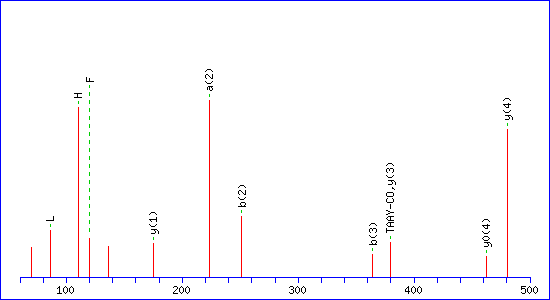 L
H
F
y(1)
a(2)
b(2)
b(3)
TAAY-CO,y(3)
y0(4)
y(4)
100
200
300
400
500